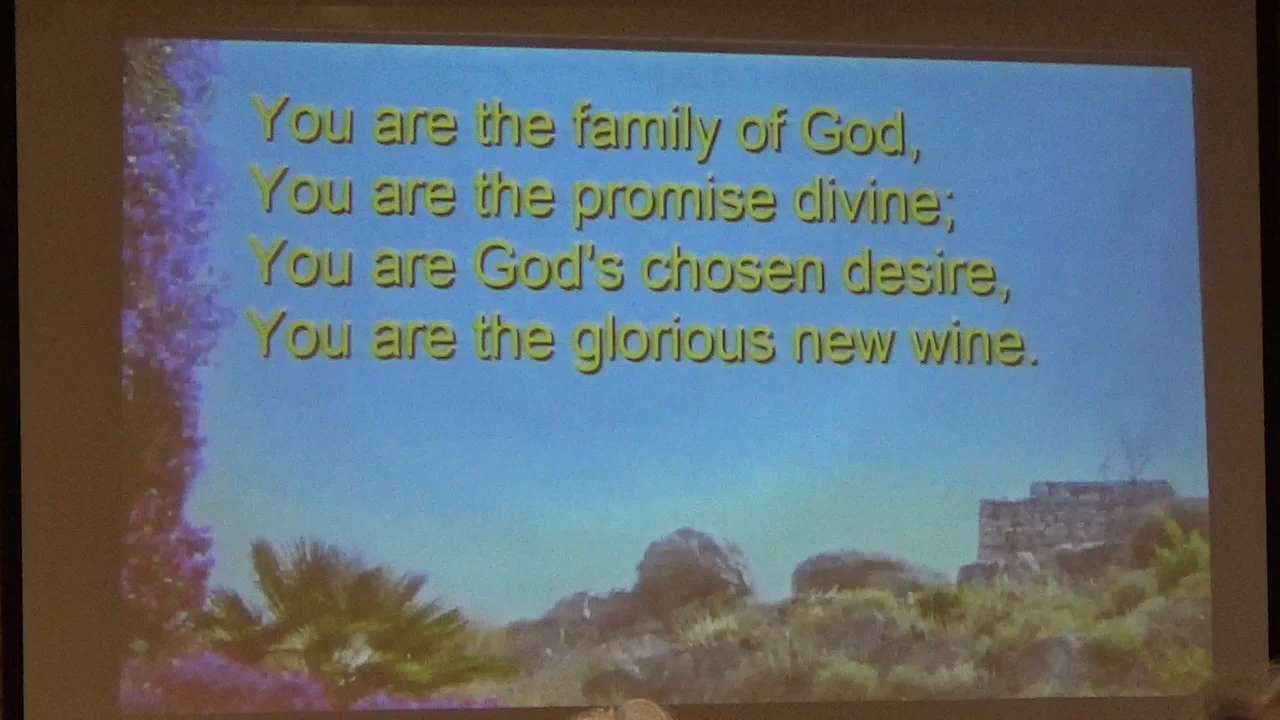 You are the family of God,
You are the promise divine;
You are God's chosen desire,
You are the glorious new wine.